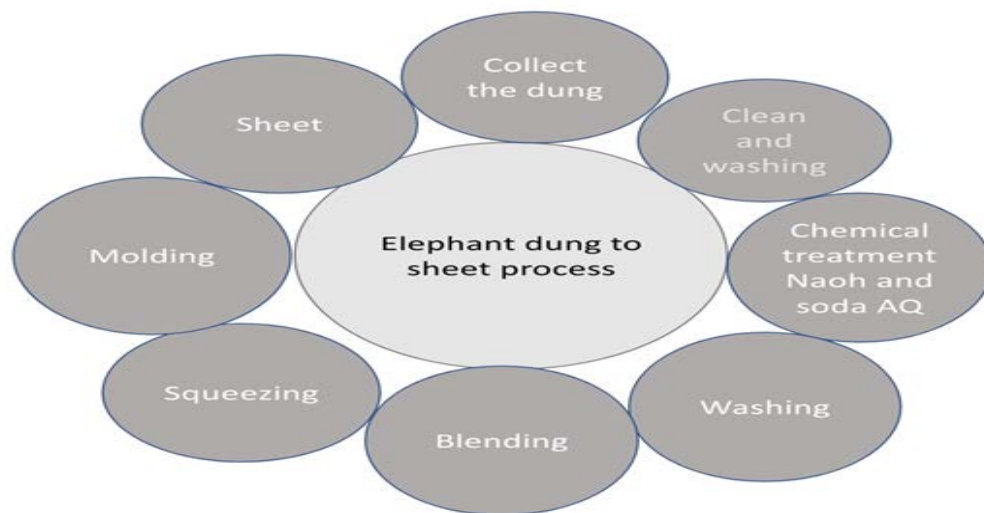 Collect
the dung
Clean
and
washing
Chemical
treatment
Naoh and
soda AQ
Washing
Blending
Squeezing
Molding
Sheet
Elephant dung to
sheet process